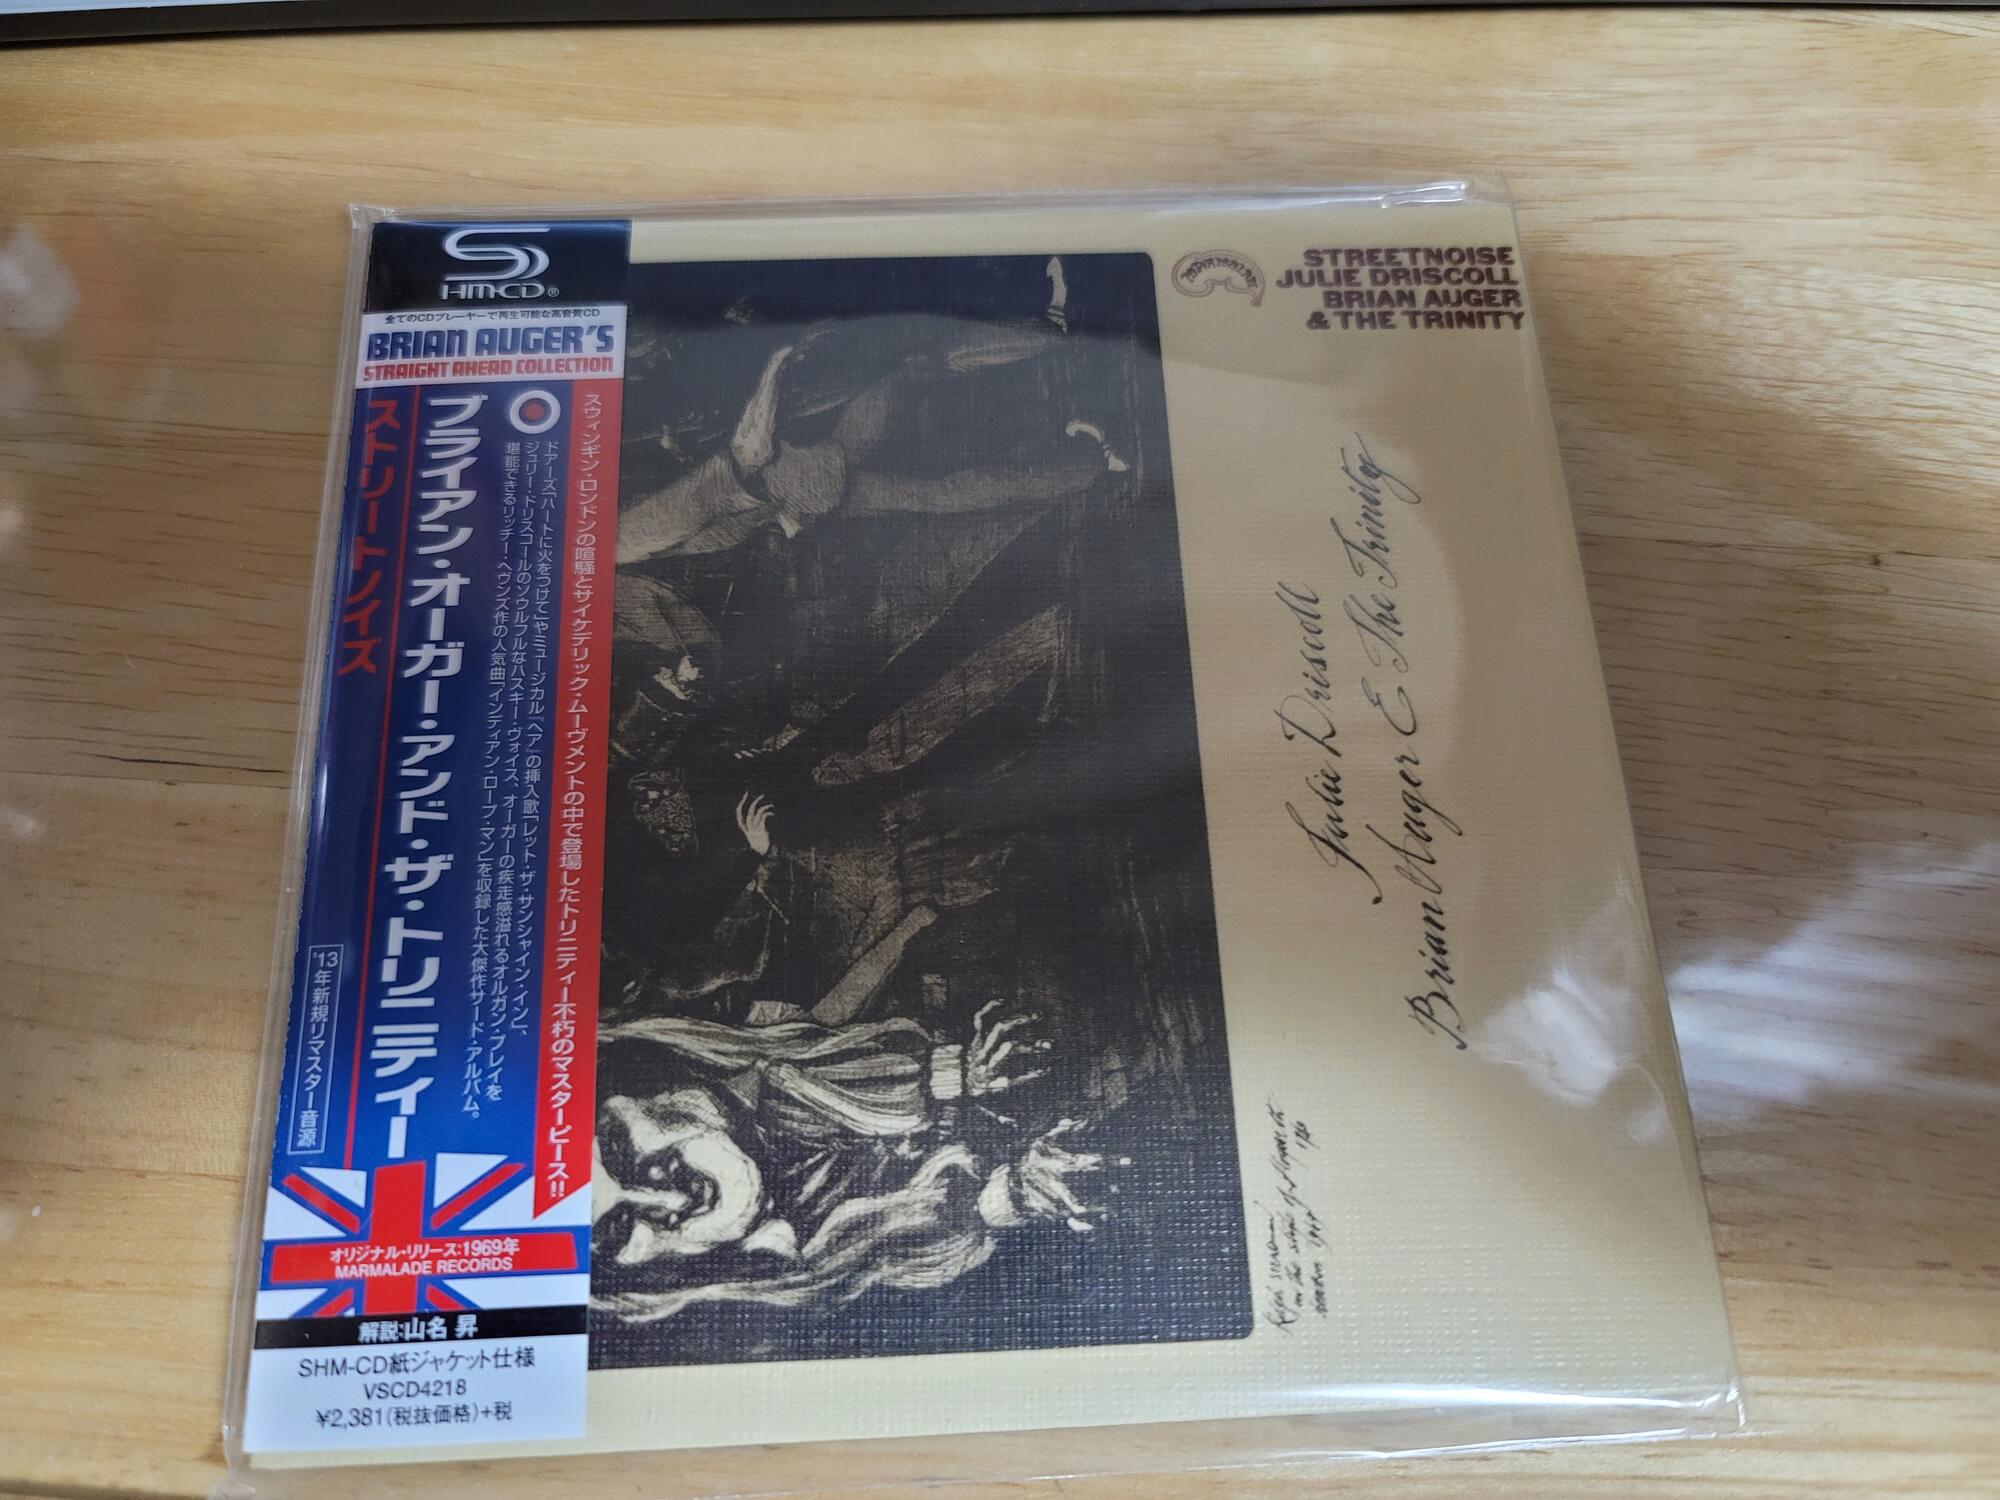 SHM-CD®
全てのCDプレーヤーで再生可能な高音質CD
BRIAN AUGER'S
STRAIGHT AHEAD COLLECTION
スウィンギン・ロンドンの喧騒とサイケデリック・ムーヴメントの中で登場したトリニティー不朽のマスターピース!!
ドアーズ「ハートに火をつけて」やミュージカル『ヘアー』の挿入歌「レット・ザ・サンシャイン・イン」、
ジュリー・ドリスコールのソウルフルなハスキー・ヴォイス、オーガーの疾走感溢れるオルガン・プレイを
堪能できるリッチー・ヘヴンズ作の人気曲「インディアン・ロープ・マン」を収録した大傑作サード・アルバム。
ブライアン・オーガー・アンド・ザ・トリニティー
ストリートノイズ
'13年新規リマスター音源
オリジナル・リリース:1969年
MARMALADE RECORDS
解説:山名 昇
SHM-CD紙ジャケット仕様
VSCD4218
¥2,381(税抜価格)+税
MARMALADE
STREETNOISE
JULIE DRISCOLL
BRIAN AUGER
& THE TRINITY
Julie Driscoll
Brian Auger & The Trinity
Ralph Steadman
in the style of
London 1969